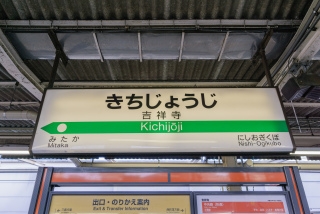 きちじょうじ
吉祥寺
Kichijōji
みたか
Mitaka
にしおぎくぼ
Nishi-Ogikubo
出口・のりかえ案内
Exit & Transfer Information